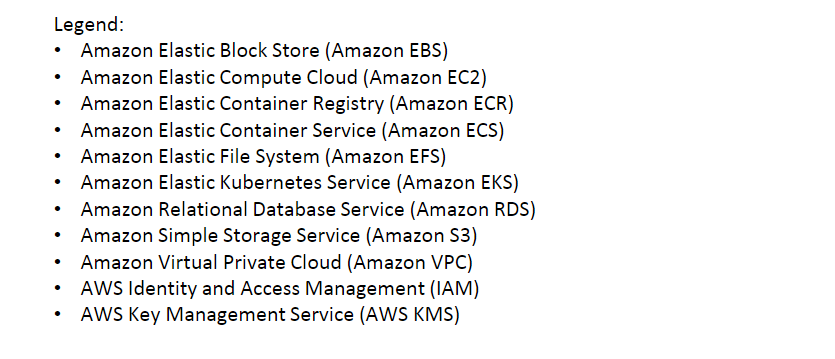 Legend:
• Amazon Elastic Block Store (Amazon EBS)
• Amazon Elastic Compute Cloud (Amazon EC2)
• Amazon Elastic Container Registry (Amazon ECR)
• Amazon Elastic Container Service (Amazon ECS)
• Amazon Elastic File System (Amazon EFS)
• Amazon Elastic Kubernetes Service (Amazon EKS)
• Amazon Relational Database Service (Amazon RDS)
• Amazon Simple Storage Service (Amazon S3)
• Amazon Virtual Private Cloud (Amazon VPC)
• AWS Identity and Access Management (IAM)
• AWS Key Management Service (AWS KMS)